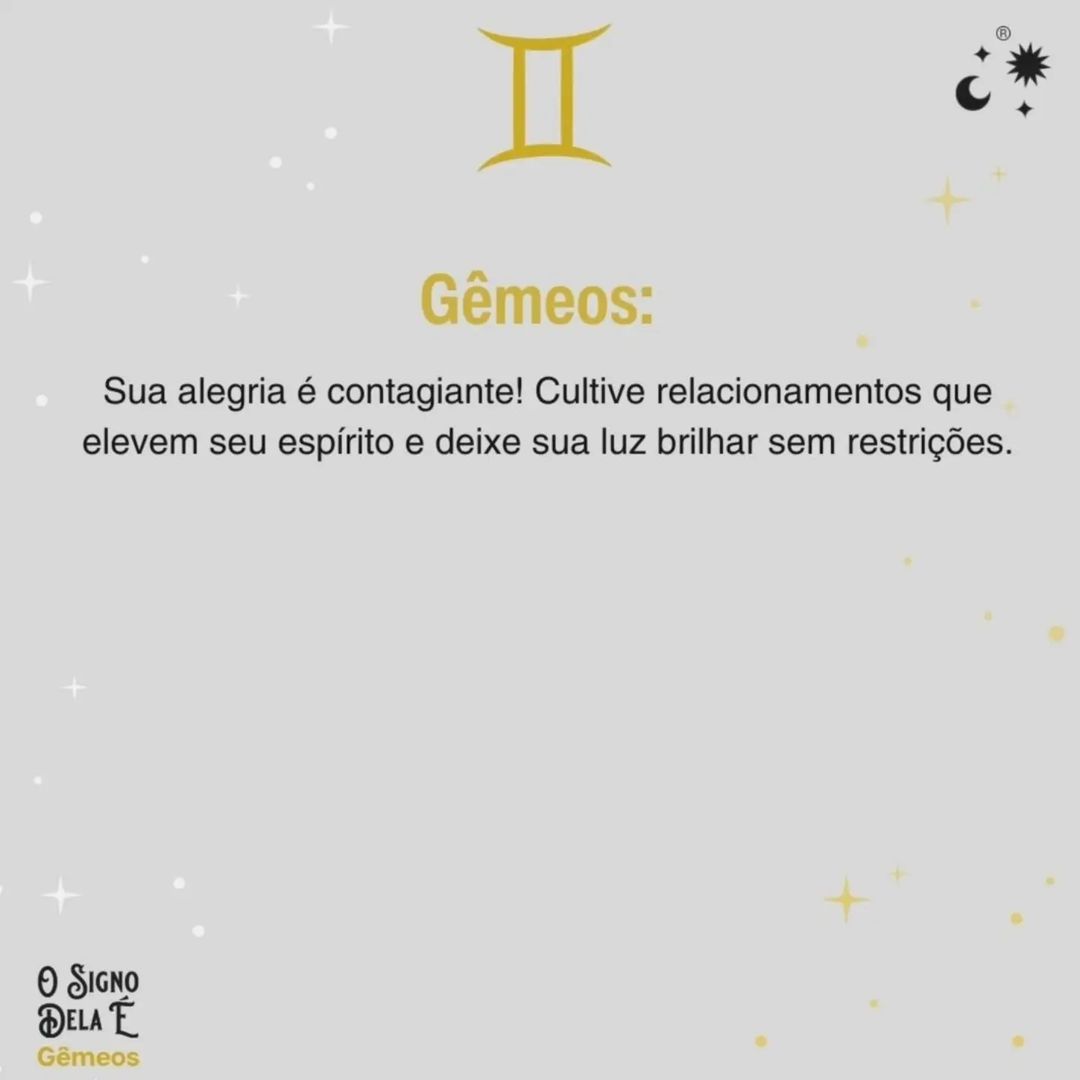 ®
Gêmeos:
Sua alegria é contagiante! Cultive relacionamentos que
elevem seu espírito e deixe sua luz brilhar sem restrições.
O SIGNO
DELA É
Gêmeos